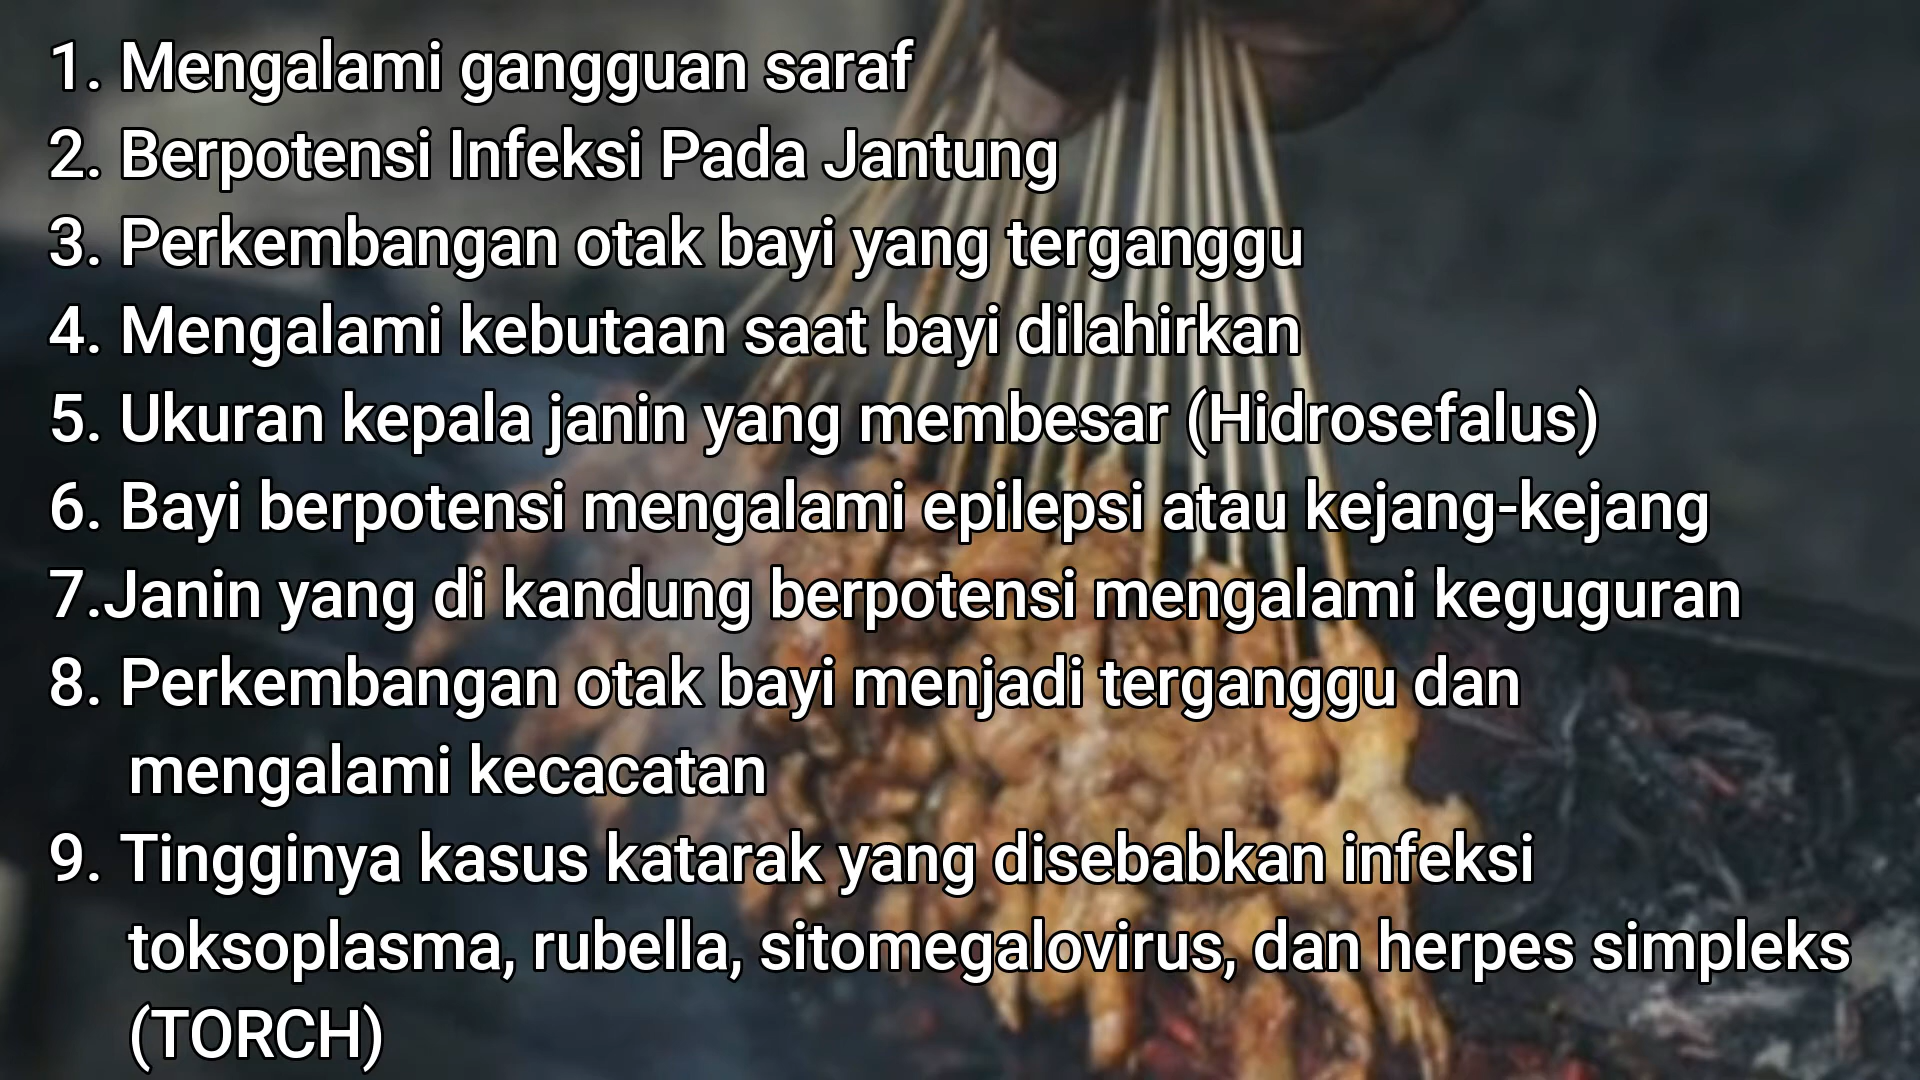 1. Mengalami gangguan saraf
2. Berpotensi Infeksi Pada Jantung
3. Perkembangan otak bayi yang terganggu
4. Mengalami kebutaan saat bayi dilahirkan
5. Ukuran kepala janin yang membesar (Hidrosefalus)
6. Bayi berpotensi mengalami epilepsi atau kejang-kejang
7.Janin yang di kandung berpotensi mengalami keguguran
8. Perkembangan otak bayi menjadi terganggu dan
mengalami kecacatan
9. Tingginya kasus katarak yang disebabkan infeksi
toksoplasma, rubella, sitomegalovirus, dan herpes simpleks
(TORCH)